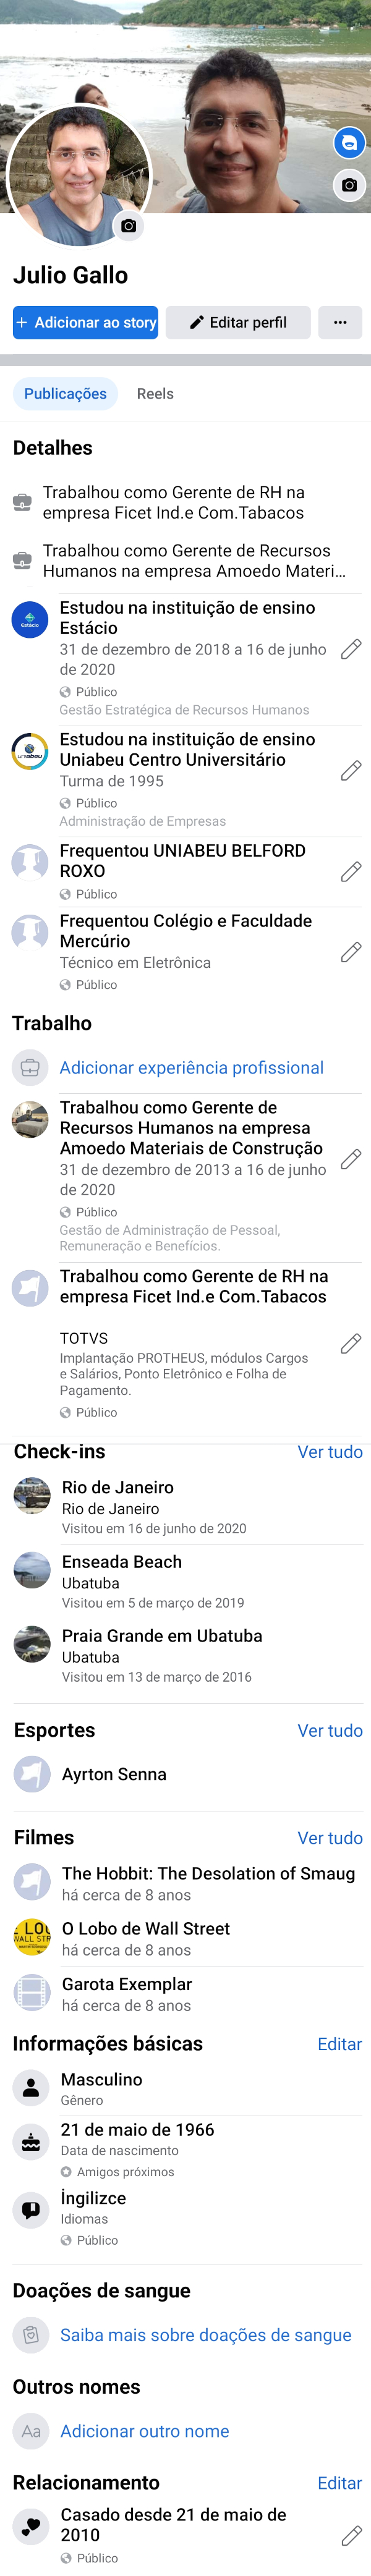 Julio Gallo
+ Adicionar ao story
Editar perfil
Publicações
Reels
Detalhes
Trabalhou como Gerente de RH na
empresa Ficet Ind.e Com.Tabacos
Trabalhou como Gerente de Recursos
Humanos na empresa Amoedo Materi...
Estácio
Estudou na instituição de ensino
Estácio
31 de dezembro de 2018 a 16 de junho
de 2020
Público
Gestão Estratégica de Recursos Humanos
uniabeu
Estudou na instituição de ensino
Uniabeu Centro Universitário
Turma de 1995
Público
Administração de Empresas
Frequentou UNIABEU BELFORD
ROXO
Público
Frequentou Colégio e Faculdade
Mercúrio
Técnico em Eletrônica
Público
Trabalho
Adicionar experiência profissional
Trabalhou como Gerente de
Recursos Humanos na empresa
Amoedo Materiais de Construção
31 de dezembro de 2013 a 16 de junho
de 2020
Público
Gestão de Administração de Pessoal,
Remuneração e Benefícios.
Trabalhou como Gerente de RH na
empresa Ficet Ind.e Com.Tabacos
TOTVS
Implantação PROTHEUS, módulos Cargos
e Salários, Ponto Eletrônico e Folha de
Pagamento.
Público
Check-ins
Ver tudo
Rio de Janeiro
Rio de Janeiro
Visitou em 16 de junho de 2020
Enseada Beach
Ubatuba
Visitou em 5 de março de 2019
Praia Grande em Ubatuba
Ubatuba
Visitou em 13 de março de 2016
Esportes
Ver tudo
Ayrton Senna
Filmes
Ver tudo
The Hobbit: The Desolation of Smaug
há cerca de 8 anos
O Lobo de Wall Street
há cerca de 8 anos
Garota Exemplar
há cerca de 8 anos
Informações básicas
Editar
Masculino
Gênero
21 de maio de 1966
Data de nascimento
Amigos próximos
İngilizce
Idiomas
Público
Doações de sangue
Saiba mais sobre doações de sangue
Outros nomes
Aa
Adicionar outro nome
Relacionamento
Editar
Casado desde 21 de maio de
2010
Público